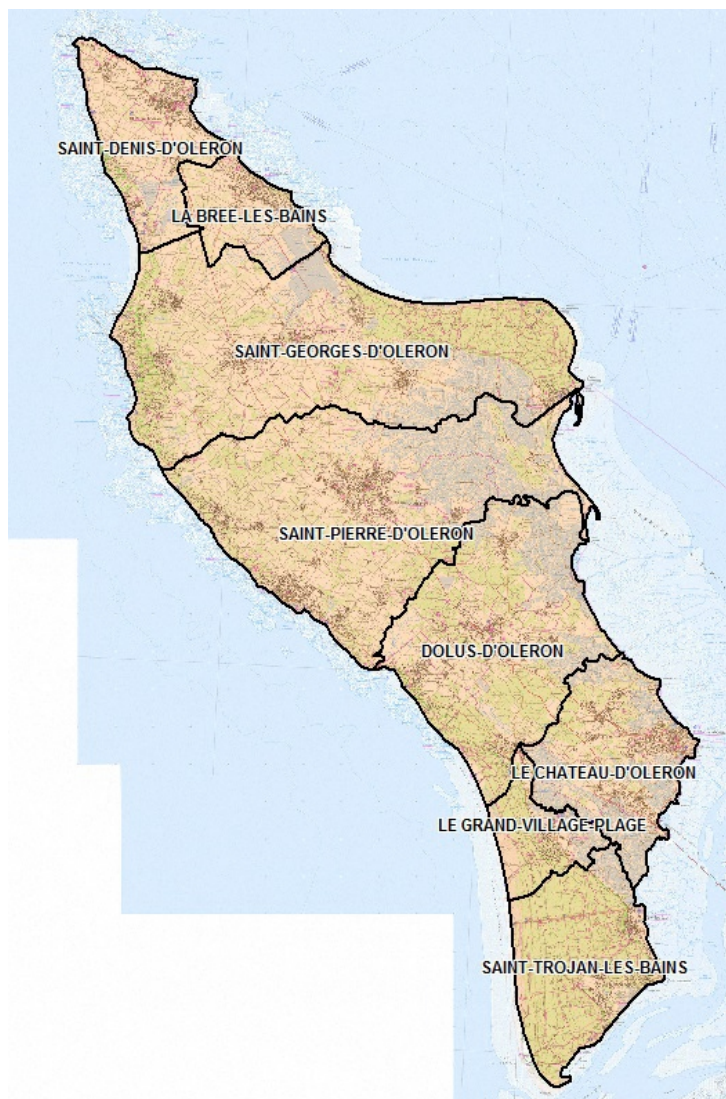 SAINT-DENIS-D'OLERON
LA BREE-LES-BAINS
SAINT-GEORGES-D'OLERON
SAINT-PIERRE-D'OLERON
DOLUS-D'OLERON
LE CHATEAU-D'OLERON
LE GRAND-VILLAGE-PLAGE
SAINT-TROJAN-LES-BAINS